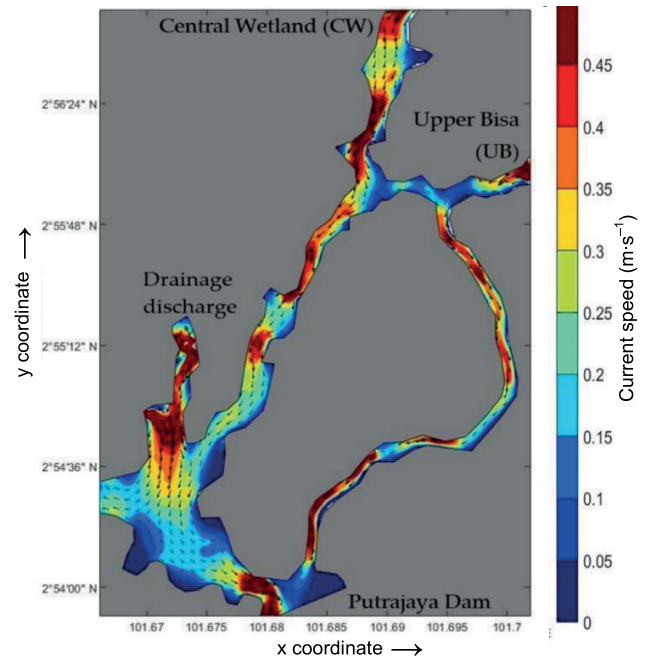 Central Wetland (CW)
Upper Bisa
(UB)
Drainage
discharge
Putrajaya Dam
2°56'24" N
2°55'48" N
2°55'12" N
2°54'36" N
2°54'00" N
y coordinate →
101.67 101.675 101.68 101.685 101.69 101.695 101.7
x coordinate →
0.45
0.4
0.35
0.3
0.25
0.2
0.15
0.1
0.05
0
Current speed (m·s⁻¹)